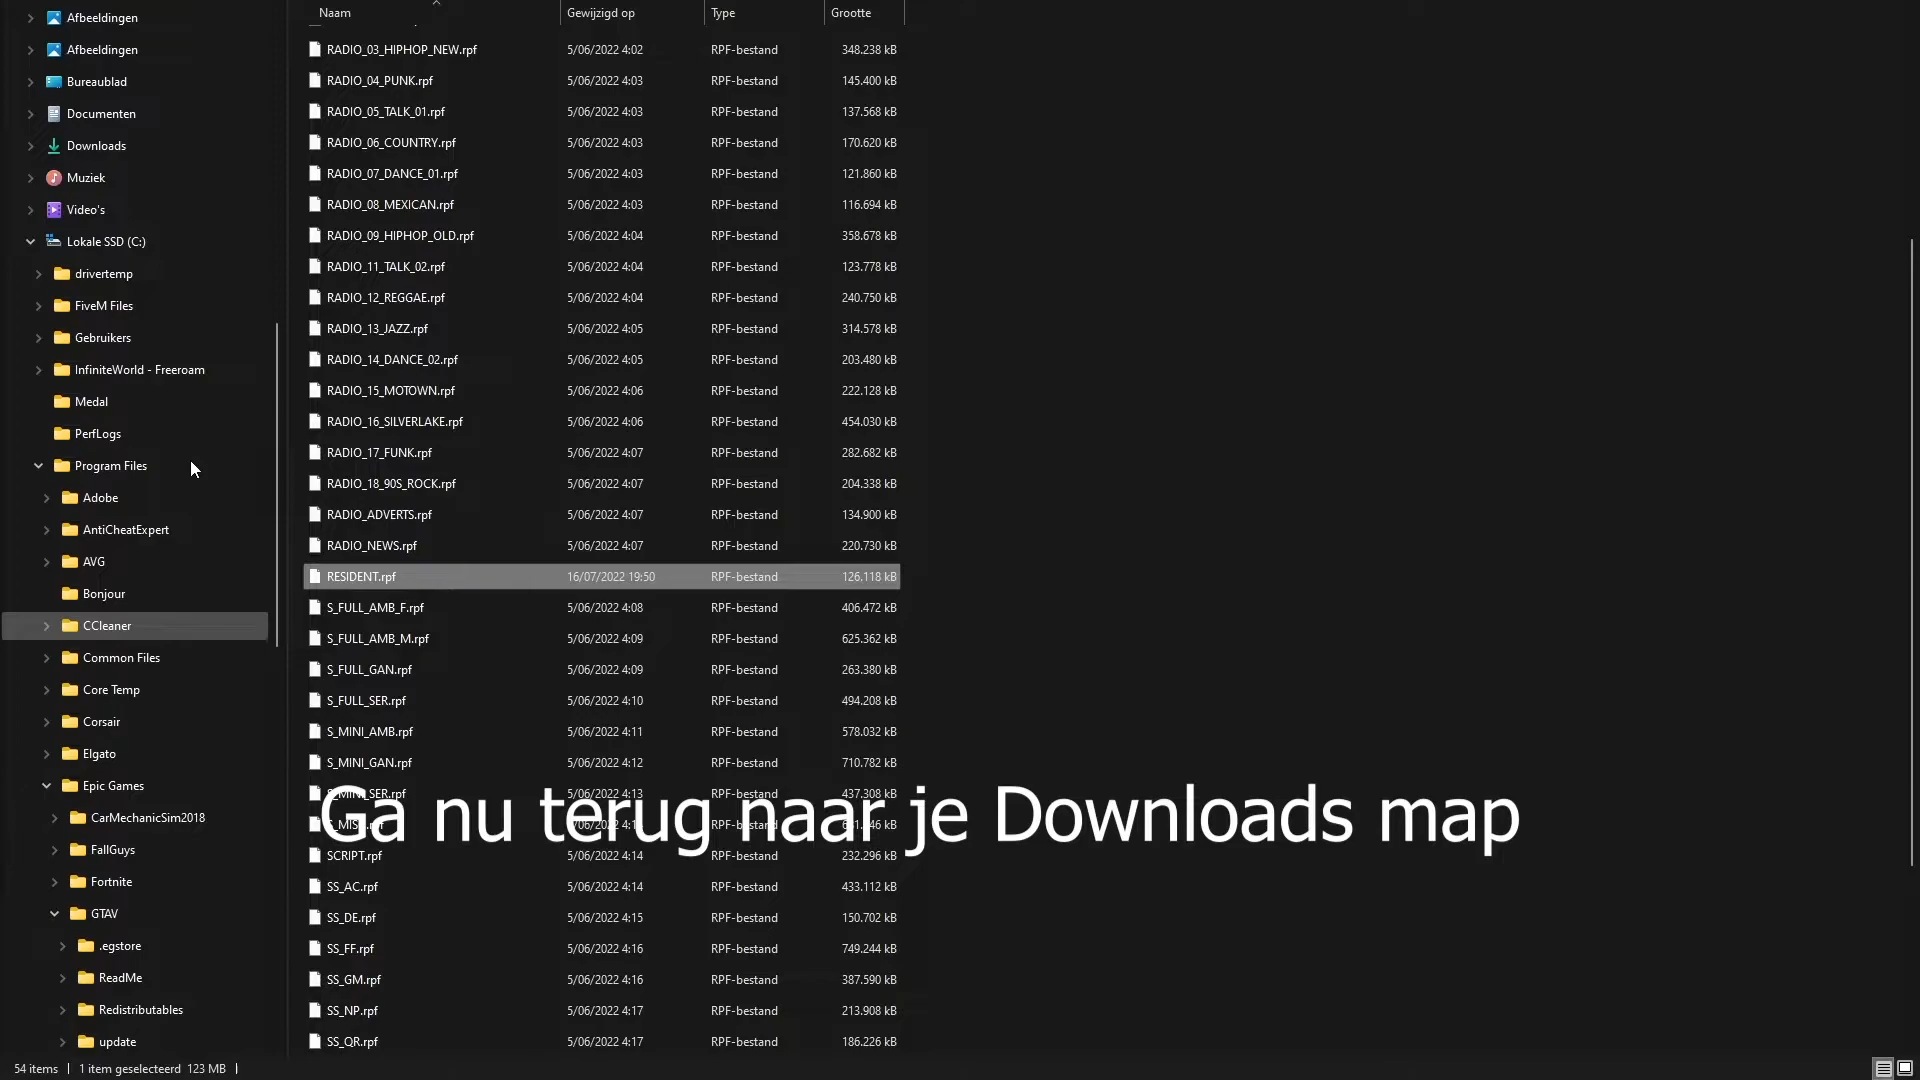 Afbeeldingen
Afbeeldingen
Bureaublad
Documenten
Downloads
Muziek
Video's
Lokale SSD (C:)
drivertemp
FiveM Files
Gebruikers
InfiniteWorld - Freeroam
Medal
PerfLogs
Program Files
Adobe
AntiCheatExpert
AVG
Bonjour
CCleaner
Common Files
Core Temp
Corsair
Elgato
Epic Games
CarMechanicSim2018
FallGuys
Fortnite
GTAV
.egstore
ReadMe
Redistributables
update
Naam Gewijzigd op Type Grootte
RADIO_03_HIPHOP_NEW.rpf 5/06/2022 4:02 RPF-bestand 348.238 kB
RADIO_04_PUNK.rpf 5/06/2022 4:03 RPF-bestand 145.400 kB
RADIO_05_TALK_01.rpf 5/06/2022 4:03 RPF-bestand 137.568 kB
RADIO_06_COUNTRY.rpf 5/06/2022 4:03 RPF-bestand 170.620 kB
RADIO_07_DANCE_01.rpf 5/06/2022 4:03 RPF-bestand 121.860 kB
RADIO_08_MEXICAN.rpf 5/06/2022 4:03 RPF-bestand 116.694 kB
RADIO_09_HIPHOP_OLD.rpf 5/06/2022 4:04 RPF-bestand 358.678 kB
RADIO_11_TALK_02.rpf 5/06/2022 4:04 RPF-bestand 123.778 kB
RADIO_12_REGGAE.rpf 5/06/2022 4:04 RPF-bestand 240.750 kB
RADIO_13_JAZZ.rpf 5/06/2022 4:05 RPF-bestand 314.578 kB
RADIO_14_DANCE_02.rpf 5/06/2022 4:05 RPF-bestand 203.480 kB
RADIO_15_MOTOWN.rpf 5/06/2022 4:06 RPF-bestand 222.128 kB
RADIO_16_SILVERLAKE.rpf 5/06/2022 4:06 RPF-bestand 454.030 kB
RADIO_17_FUNK.rpf 5/06/2022 4:07 RPF-bestand 282.682 kB
RADIO_18_90S_ROCK.rpf 5/06/2022 4:07 RPF-bestand 204.338 kB
RADIO_ADVERTS.rpf 5/06/2022 4:07 RPF-bestand 134.900 kB
RADIO_NEWS.rpf 5/06/2022 4:07 RPF-bestand 220.730 kB
RESIDENT.rpf 16/07/2022 19:50 RPF-bestand 126.118 kB
S_FULL_AMB_F.rpf 5/06/2022 4:08 RPF-bestand 406.472 kB
S_FULL_AMB_M.rpf 5/06/2022 4:09 RPF-bestand 625.362 kB
S_FULL_GAN.rpf 5/06/2022 4:09 RPF-bestand 263.380 kB
S_FULL_SER.rpf 5/06/2022 4:10 RPF-bestand 494.208 kB
S_MINI_AMB.rpf 5/06/2022 4:11 RPF-bestand 578.032 kB
S_MINI_GAN.rpf 5/06/2022 4:12 RPF-bestand 710.782 kB
S_MINI_SER.rpf 5/06/2022 4:13 RPF-bestand 437.308 kB
Ga nu terug naar je Downloads map
SCRIPT.rpf 5/06/2022 4:14 RPF-bestand 232.296 kB
SS_AC.rpf 5/06/2022 4:14 RPF-bestand 433.112 kB
SS_DE.rpf 5/06/2022 4:15 RPF-bestand 150.702 kB
SS_FF.rpf 5/06/2022 4:16 RPF-bestand 749.244 kB
SS_GM.rpf 5/06/2022 4:16 RPF-bestand 387.590 kB
SS_NP.rpf 5/06/2022 4:17 RPF-bestand 213.908 kB
SS_QR.rpf 5/06/2022 4:17 RPF-bestand 186.226 kB
54 items 1 item geselecteerd 123 MB